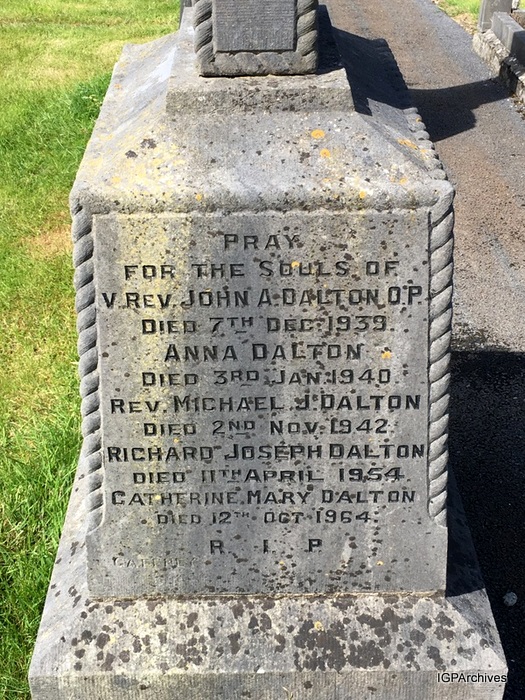 PRAY
FOR THE SOULS OF
V. REV. JOHN A. DALTON. O.P.
DIED 7TH DEC. 1939.
ANNA DALTON
DIED 3RD JAN. 1940.
REV. MICHAEL J. DALTON
DIED 2ND NOV. 1942.
RICHARD JOSEPH DALTON
DIED 11TH APRIL 1954.
CATHERINE MARY DALTON
DIED 12TH OCT. 1964.
R. I. P.
IGPArchives